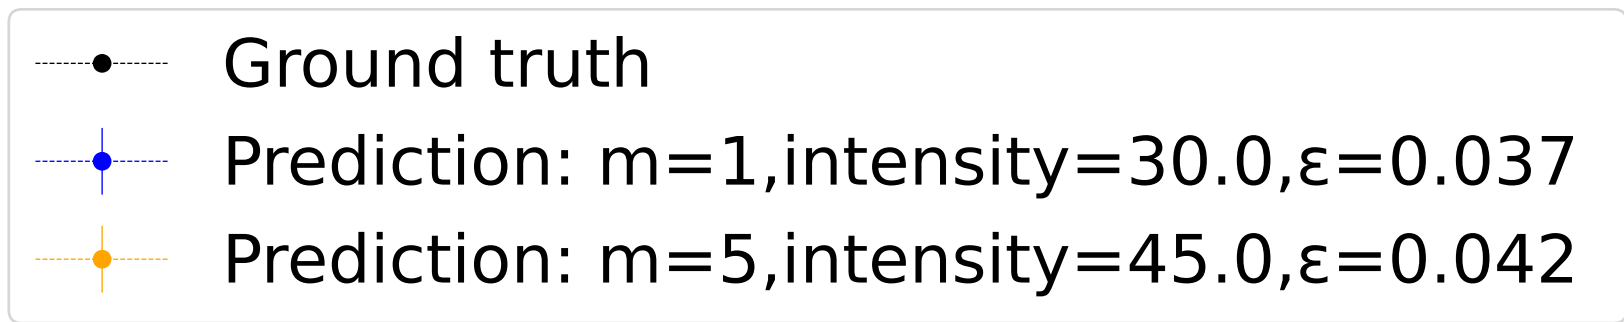 Ground truth
Prediction: m=1,intensity=30.0,ε=0.037
Prediction: m=5,intensity=45.0,ε=0.042